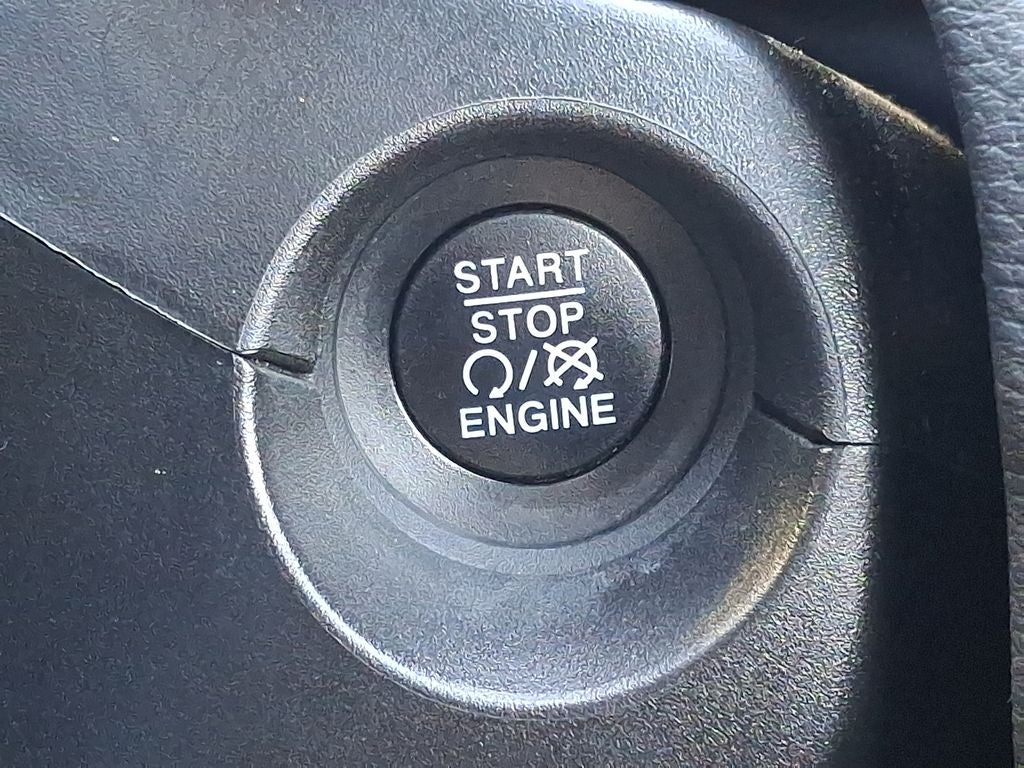 START
STOP
/
ENGINE